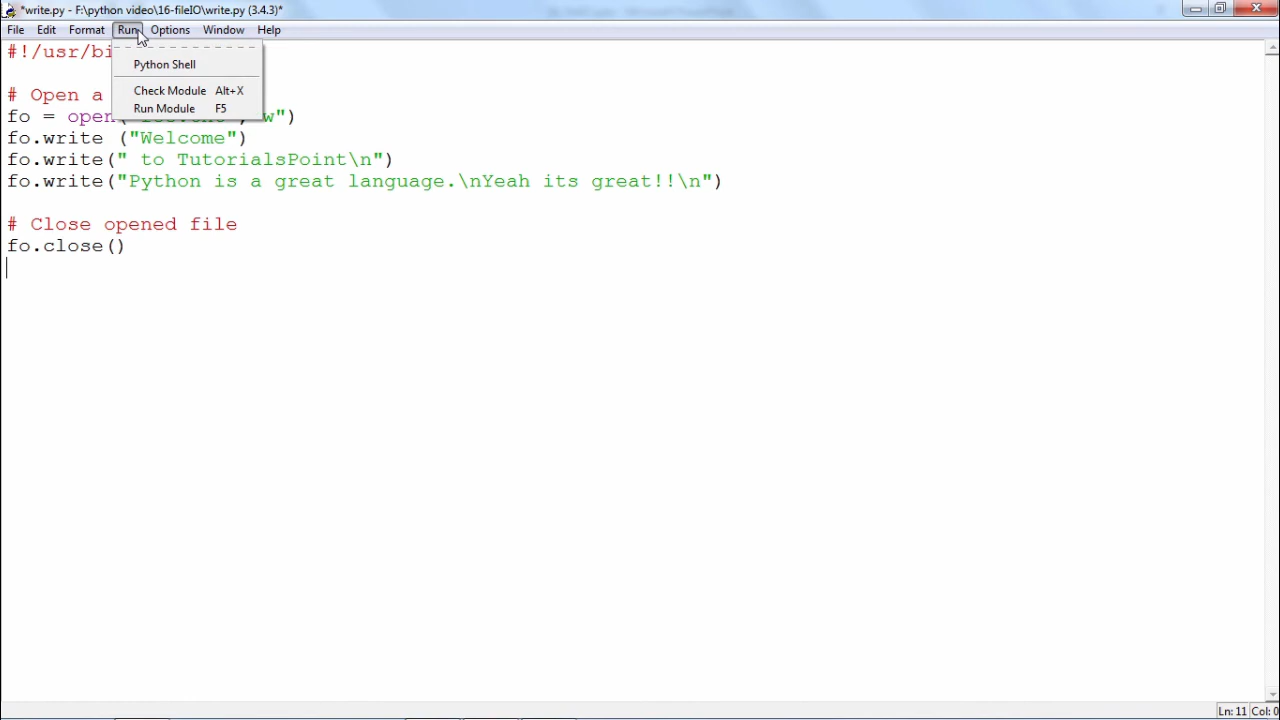 *write.py - F:\python video\16-fileIO\write.py (3.4.3)*
File Edit Format Run Options Window Help
#!/usr/bi
Python Shell
Check Module Alt+X
# Open a
Run Module F5
fo = open( w")
fo.write ("Welcome")
fo.write(" to TutorialsPoint\n")
fo.write("Python is a great language.\nYeah its great!!\n")
# Close opened file
fo.close()
Ln: 11 Col: 0